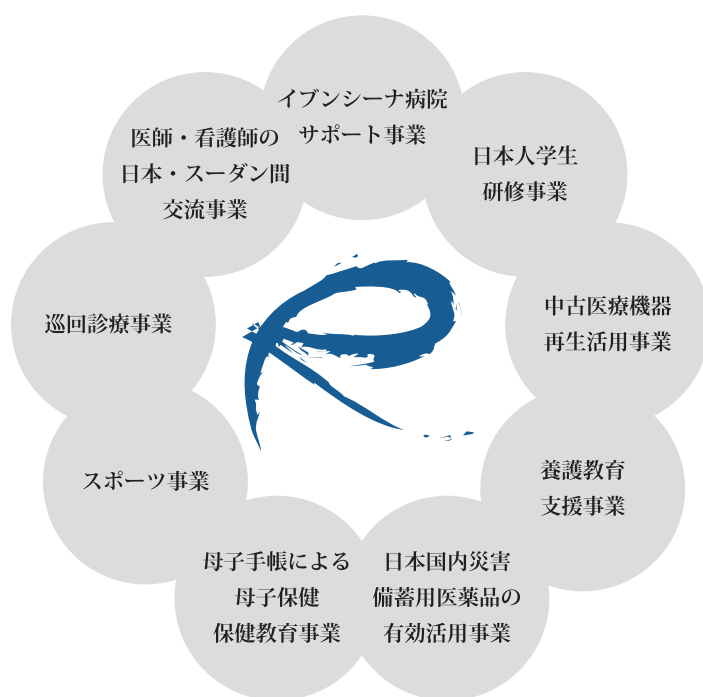 イブンシーナ病院
サポート事業
日本人学生
研修事業
中古医療機器
再生活用事業
養護教育
支援事業
日本国内災害
備蓄用医薬品の
有効活用事業
母子手帳による
母子保健
保健教育事業
スポーツ事業
巡回診療事業
医師・看護師の
日本・スーダン間
交流事業
R